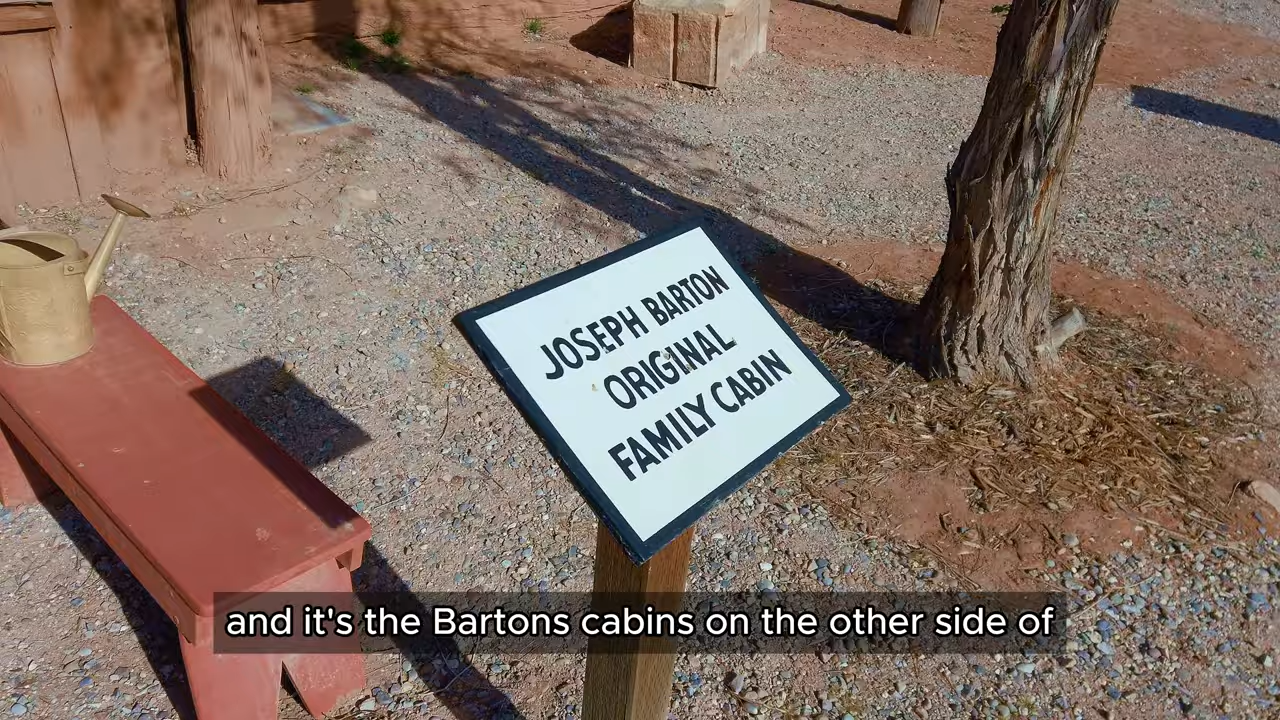 JOSEPH BARTON
ORIGINAL
FAMILY CABIN
and it's the Bartons cabins on the other side of